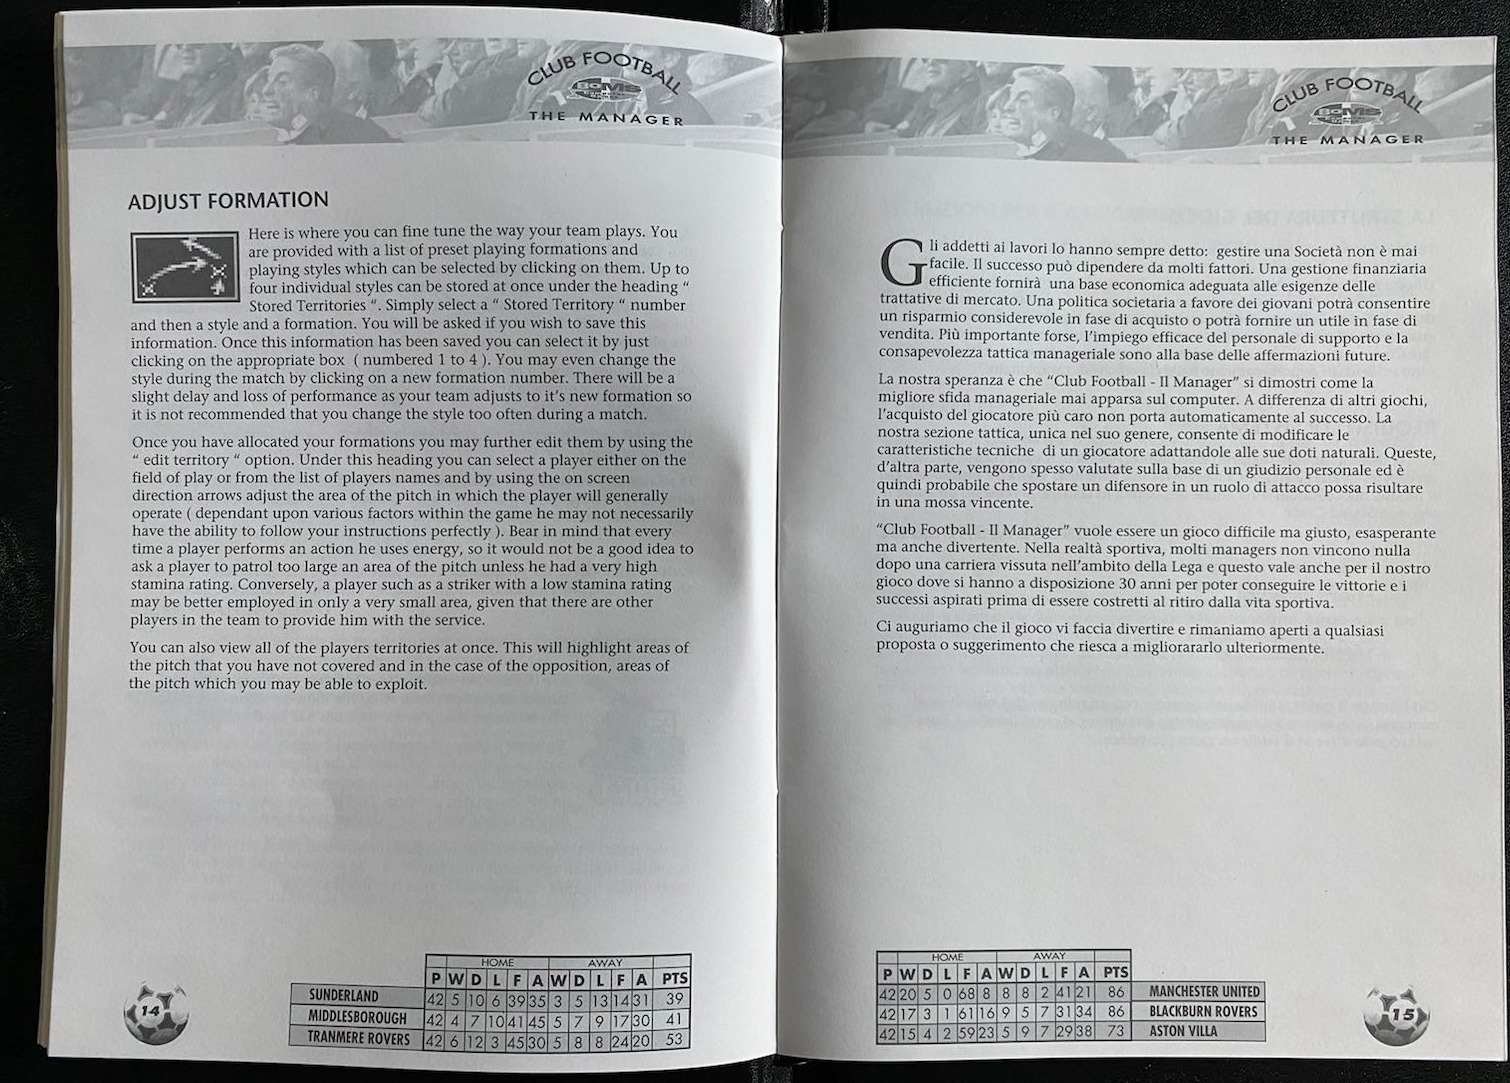 CLUB FOOTBALL
THE MANAGER
ADJUST FORMATION
Here is where you can fine tune the way your team plays. You
are provided with a list of preset playing formations and
playing styles which can be selected by clicking on them. Up to
four individual styles can be stored at once under the heading “
Stored Territories “. Simply select a “ Stored Territory “ number
and then a style and a formation. You will be asked if you wish to save this
information. Once this information has been saved you can select it by just
clicking on the appropriate box ( numbered 1 to 4 ). You may even change the
style during the match by clicking on a new formation number. There will be a
slight delay and loss of performance as your team adjusts to it's new formation so
it is not recommended that you change the style too often during a match.
Once you have allocated your formations you may further edit them by using the
“ edit territory “ option. Under this heading you can select a player either on the
field of play or from the list of players names and by using the on screen
direction arrows adjust the area of the pitch in which the player will generally
operate ( dependant upon various factors within the game he may not necessarily
have the ability to follow your instructions perfectly ). Bear in mind that every
time a player performs an action he uses energy, so it would not be a good idea to
ask a player to patrol too large an area of the pitch unless he had a very high
stamina rating. Conversely, a player such as a striker with a low stamina rating
may be better employed in only a very small area, given that there are other
players in the team to provide him with the service.
You can also view all of the players territories at once. This will highlight areas of
the pitch that you have not covered and in the case of the opposition, areas of
the pitch which you may be able to exploit.
HOME AWAY
P W D L F A W D L F A PTS
SUNDERLAND 42 5 10 6 39 35 3 5 13 14 31 39
MIDDLESBOROUGH 42 4 7 10 41 45 5 7 9 17 30 41
TRANMERE ROVERS 42 6 12 3 45 30 5 8 8 24 20 53
14
CLUB FOOTBALL
THE MANAGER
Gli addetti ai lavori lo hanno sempre detto: gestire una Società non è mai
facile. Il successo può dipendere da molti fattori. Una gestione finanziaria
efficiente fornirà una base economica adeguata alle esigenze delle
trattative di mercato. Una politica societaria a favore dei giovani potrà consentire
un risparmio considerevole in fase di acquisto o potrà fornire un utile in fase di
vendita. Più importante forse, l'impiego efficace del personale di supporto e la
consapevolezza tattica manageriale sono alla base delle affermazioni future.
La nostra speranza è che “Club Football - Il Manager” si dimostri come la
migliore sfida manageriale mai apparsa sul computer. A differenza di altri giochi,
l'acquisto del giocatore più caro non porta automaticamente al successo. La
nostra sezione tattica, unica nel suo genere, consente di modificare le
caratteristiche tecniche di un giocatore adattandole alle sue doti naturali. Queste,
d'altra parte, vengono spesso valutate sulla base di un giudizio personale ed è
quindi probabile che spostare un difensore in un ruolo di attacco possa risultare
in una mossa vincente.
“Club Football - Il Manager” vuole essere un gioco difficile ma giusto, esasperante
ma anche divertente. Nella realtà sportiva, molti managers non vincono nulla
dopo una carriera vissuta nell'ambito della Lega e questo vale anche per il nostro
gioco dove si hanno a disposizione 30 anni per poter conseguire le vittorie e i
successi aspirati prima di essere costretti al ritiro dalla vita sportiva.
Ci auguriamo che il gioco vi faccia divertire e rimaniamo aperti a qualsiasi
proposta o suggerimento che riesca a migliorararlo ulteriormente.
HOME AWAY
P W D L F A W D L F A PTS
42 20 5 0 68 8 8 8 2 41 21 86 MANCHESTER UNITED
42 17 3 1 61 16 9 5 7 31 34 86 BLACKBURN ROVERS
42 15 4 2 59 23 5 9 7 29 38 73 ASTON VILLA
15